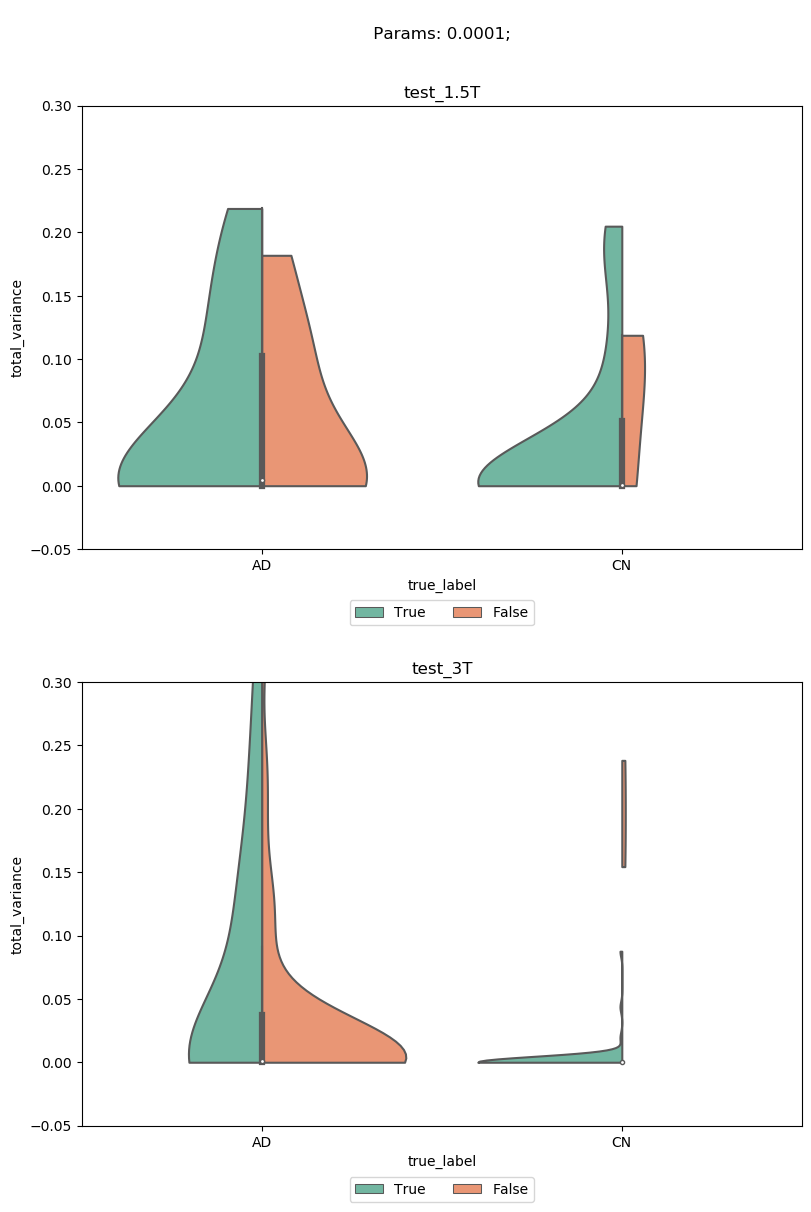 Params: 0.0001;
test_1.5T
0.30
0.25
0.20
0.15
0.10
0.05
0.00
−0.05
total_variance
AD CN
true_label
True False
test_3T
0.30
0.25
0.20
0.15
0.10
0.05
0.00
−0.05
total_variance
AD CN
true_label
True False